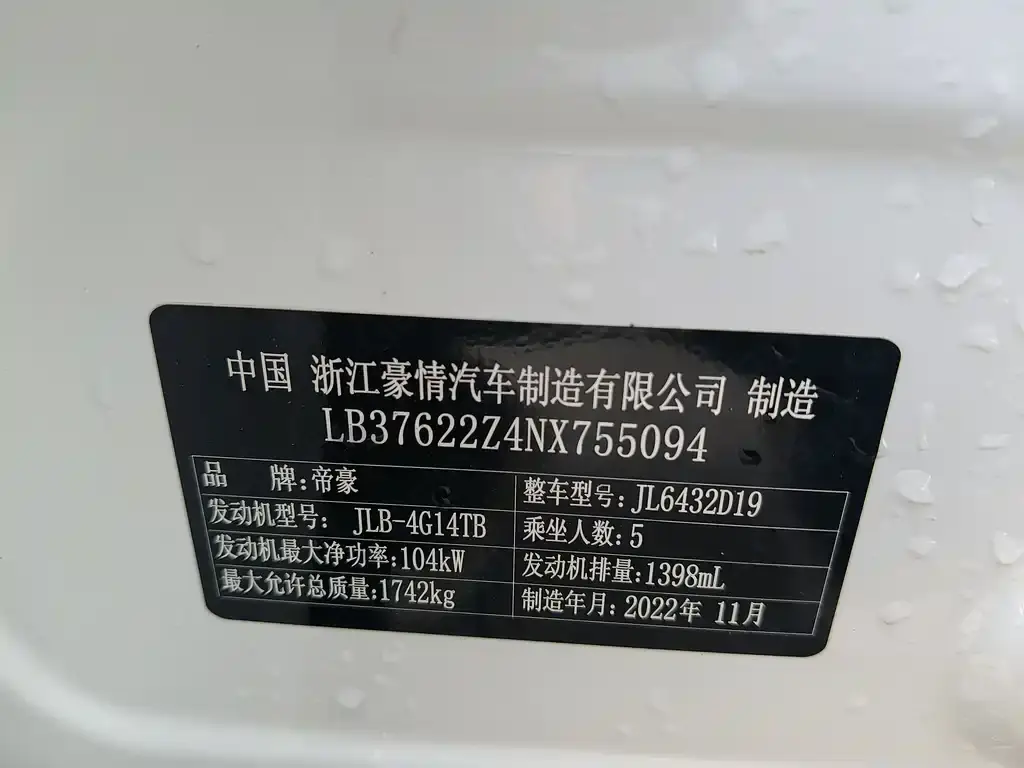 中国 浙江豪情汽车制造有限公司 制造
LB37622Z4NX755094
品 牌:帝豪 整车型号:JL6432D19
发动机型号: JLB-4G14TB 乘坐人数:5
发动机最大净功率:104kW 发动机排量:1398mL
最大允许总质量:1742kg 制造年月:2022年 11月